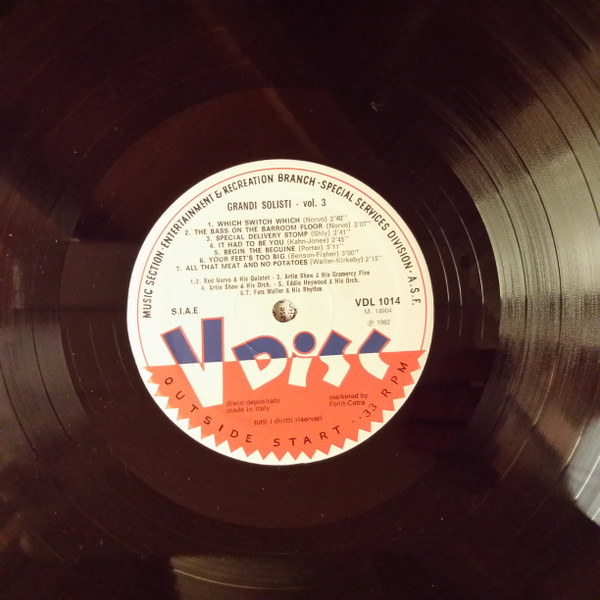 MUSIC SECTION·ENTERTAINMENT & RECREATION BRANCH·SPECIAL SERVICES DIVISION·A.S.F.
GRANDI SOLISTI - vol. 3
1. WHICH SWITCH WHICH (Norvo) 2'40''
2. THE BASS ON THE BARROOM FLOOR (Norvo) 3'07''
3. SPECIAL DELIVERY STOMP (Shiv) 2'41''
4. IT HAD TO BE YOU (Kahn-Jones) 2'45''
5. BEGIN THE BEGUINE (Porter) 5'11''
6. YOUR FEET'S TOO BIG (Benson-Fisher) 3'00''
7. ALL THAT MEAT AND NO POTATOES (Waller-Kirkeby) 2'15''
1.2. Red Norvo & His Quintet - 3. Artie Shaw & His Gramercy Five
4. Artie Shaw & His Orch. - 5. Eddie Heywood & His Orch.
6.7. Fats Waller & His Rhythm
S.I.A.E.
VDL 1014
M. 14904
℗ 1982
V DISC
disco depositato
made in Italy
marketed by
Fonit-Cetra
tutti i diritti riservati
OUTSIDE START...33 RPM